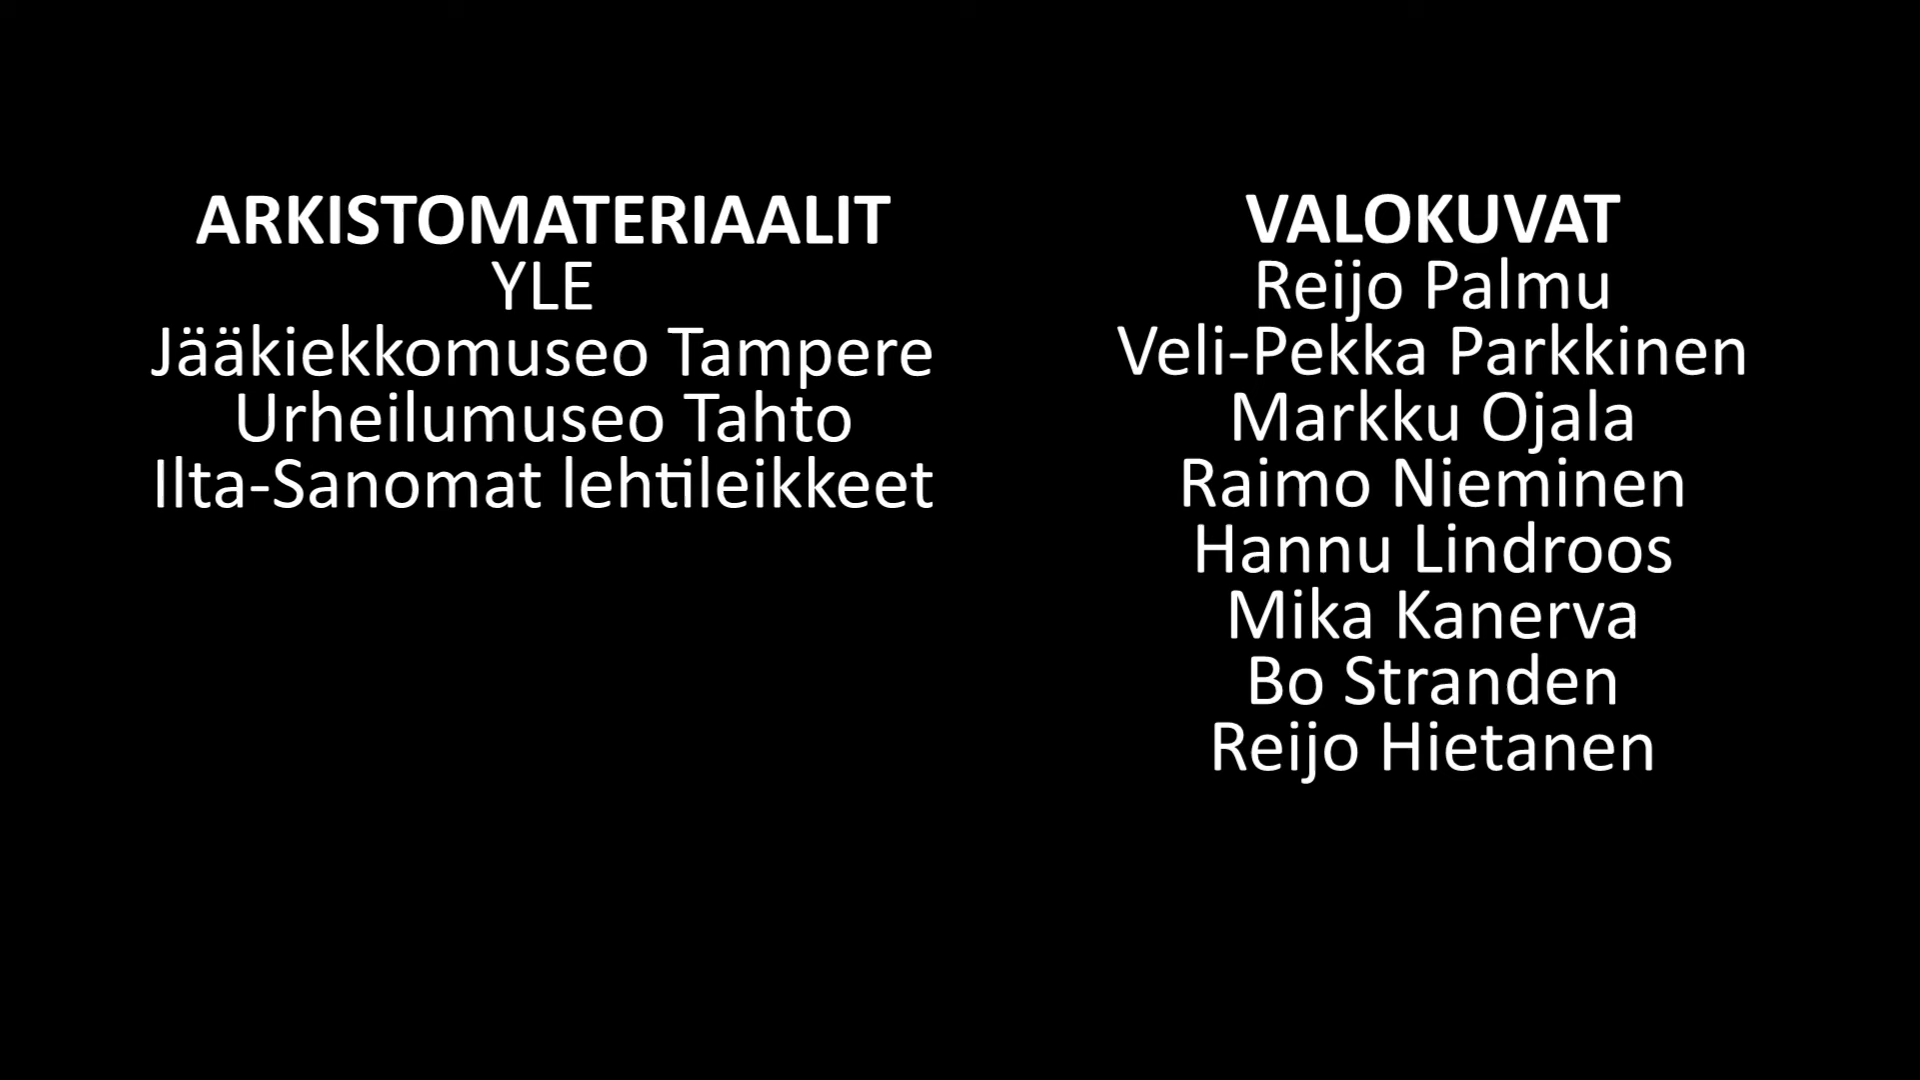 ARKISTOMATERIAALIT
YLE
Jääkiekkomuseo Tampere
Urheilumuseo Tahto
Ilta-Sanomat lehtileikkeet
VALOKUVAT
Reijo Palmu
Veli-Pekka Parkkinen
Markku Ojala
Raimo Nieminen
Hannu Lindroos
Mika Kanerva
Bo Stranden
Reijo Hietanen